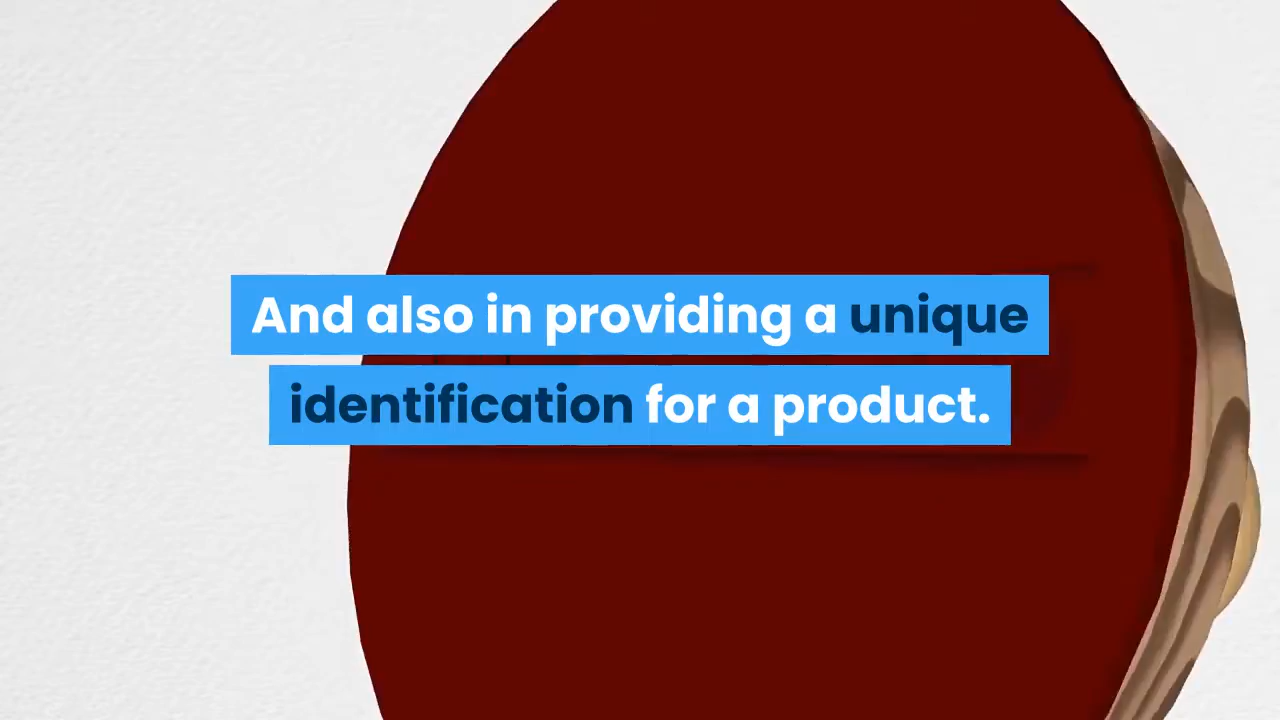 And also in providing a unique
identification for a product.